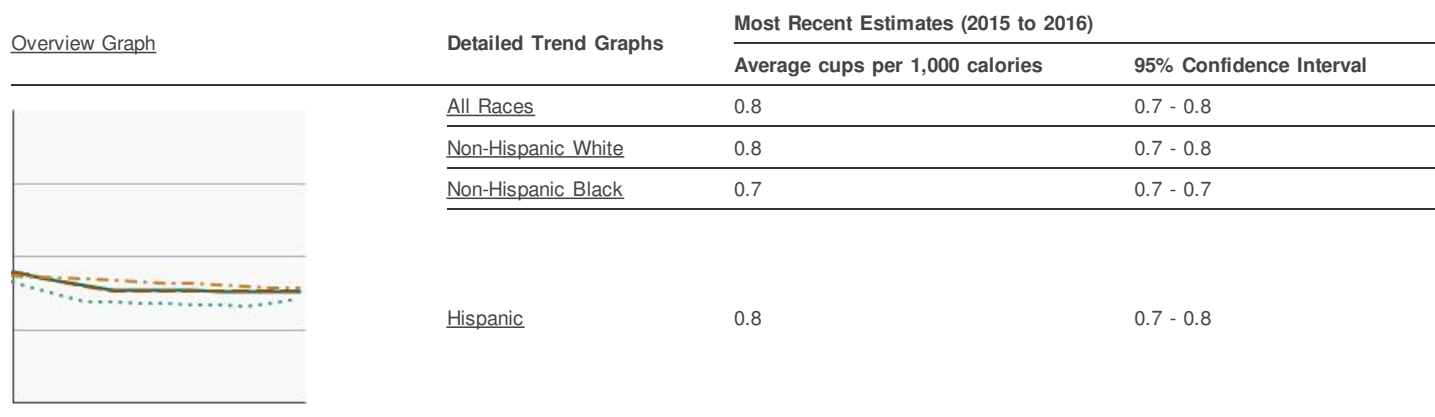 Overview Graph Detailed Trend Graphs Most Recent Estimates (2015 to 2016)
Average cups per 1,000 calories 95% Confidence Interval
All Races 0.8 0.7 - 0.8
Non-Hispanic White 0.8 0.7 - 0.8
Non-Hispanic Black 0.7 0.7 - 0.7
Hispanic 0.8 0.7 - 0.8